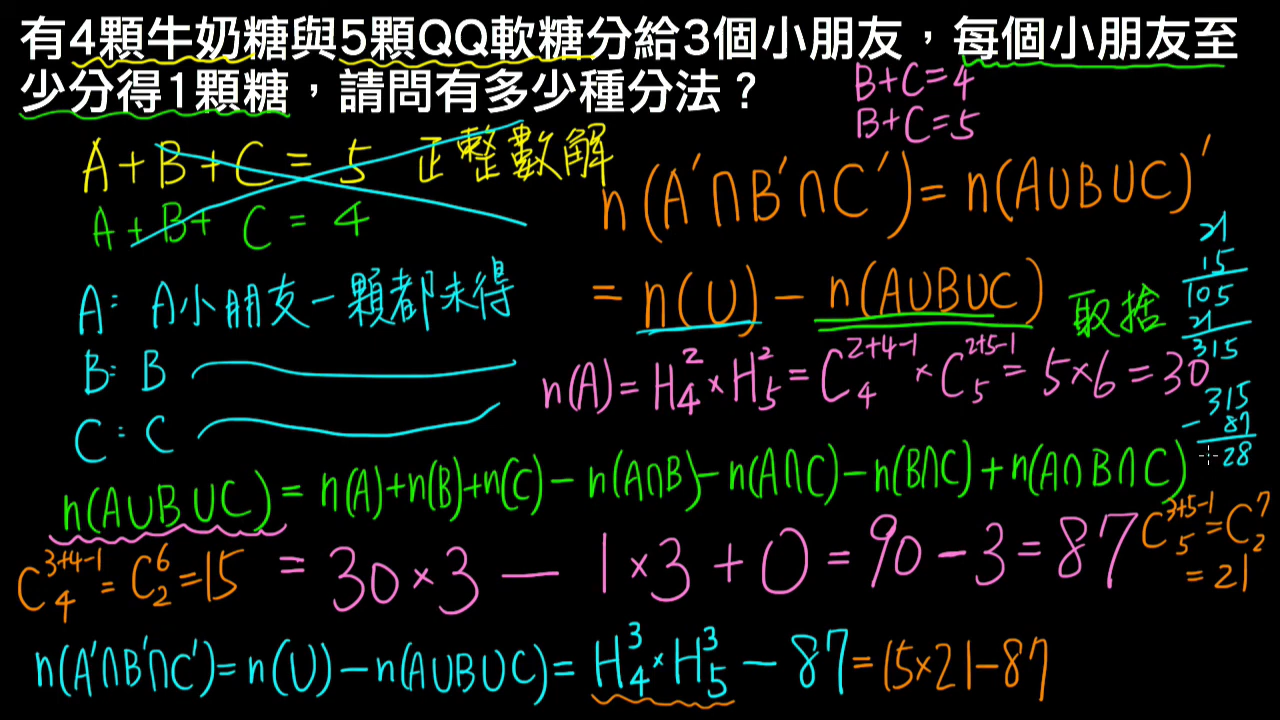 有4顆牛奶糖與5顆QQ軟糖分給3個小朋友，每個小朋友至
少分得1顆糖，請問有多少種分法？
B+C=4
B+C=5
A+B+C=5 正整數解
A+B+C=4
n(A'∩B'∩C')=n(A∪B∪C)'
=n(U)-n(A∪B∪C) 取捨
A: A小朋友一顆都未得
B: B
C: C
n(A)=H²₄×H²₅=C²⁺⁴⁻¹₄×C²⁺⁵⁻¹₅=5×6=30
21
15
105
21
315
315
-87
28
n(A∪B∪C)=n(A)+n(B)+n(C)-n(A∩B)-n(A∩C)-n(B∩C)+n(A∩B∩C)
=30×3-1×3+0=90-3=87
C³⁺⁴⁻¹₄=C⁶₂=15
C³⁺⁵⁻¹₅=C⁷₂
=21
n(A'∩B'∩C')=n(U)-n(A∪B∪C)=H³₄×H³₅-87=15×21-87